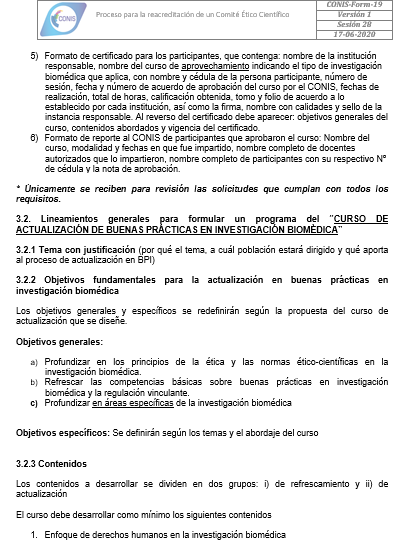 CONIS-Form-19
CONIS
Proceso para la reacreditación de un Comité Ético Científico
Versión 1
Sesión 28
17-06-2020
5) Formato de certificado para los participantes, que contenga: nombre de la institución
responsable, nombre del curso de aprovechamiento indicando el tipo de investigación
biomédica que aplica, con nombre y cédula de la persona participante, número de
sesión, fecha y número de acuerdo de aprobación del curso por el CONIS, fechas de
realización, total de horas, calificación obtenida, tomo y folio de acuerdo a lo
establecido por cada institución, así como la firma, nombre con calidades y sello de la
instancia responsable. Al reverso del certificado debe aparecer: objetivos generales del
curso, contenidos abordados y vigencia del certificado.
6) Formato de reporte al CONIS de participantes que aprobaron el curso: Nombre del
curso, modalidad y fechas en que fue impartido, nombre completo de docentes
autorizados que lo impartieron, nombre completo de participantes con su respectivo Nº
de cédula y la nota de aprobación.
* Únicamente se reciben para revisión las solicitudes que cumplan con todos los
requisitos.
3.2. Lineamientos generales para formular un programa del "CURSO DE
ACTUALIZACIÓN DE BUENAS PRÁCTICAS EN INVESTIGACIÓN BIOMÉDICA"
3.2.1 Tema con justificación (por qué el tema, a cuál población estará dirigido y qué aporta
al proceso de actualización en BPI)
3.2.2 Objetivos fundamentales para la actualización en buenas prácticas en
investigación biomédica
Los objetivos generales y específicos se redefinirán según la propuesta del curso de
actualización que se diseñe.
Objetivos generales:
a) Profundizar en los principios de la ética y las normas ético-científicas en la
investigación biomédica.
b) Refrescar las competencias básicas sobre buenas prácticas en investigación
biomédica y la regulación vinculante.
c) Profundizar en áreas específicas de la investigación biomédica
Objetivos específicos: Se definirán según los temas y el abordaje del curso
3.2.3 Contenidos
Los contenidos a desarrollar se dividen en dos grupos: i) de refrescamiento y ii) de
actualización
El curso debe desarrollar como mínimo los siguientes contenidos
1. Enfoque de derechos humanos en la investigación biomédica